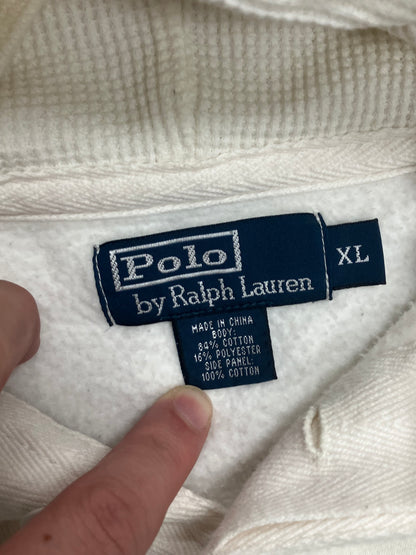 Polo
by Ralph Lauren
XL
MADE IN CHINA
BODY:
84% COTTON
16% POLYESTER
SIDE PANEL:
100% COTTON